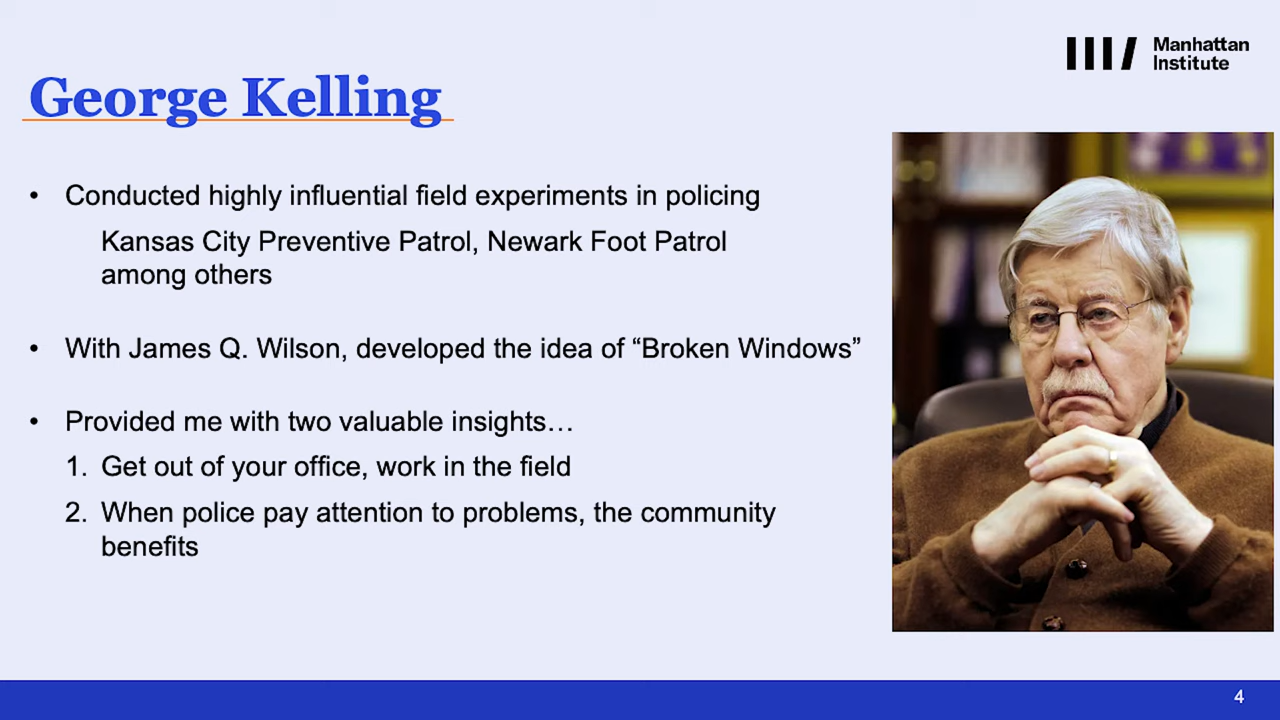 Manhattan
Institute
George Kelling
• Conducted highly influential field experiments in policing
Kansas City Preventive Patrol, Newark Foot Patrol
among others
• With James Q. Wilson, developed the idea of “Broken Windows”
• Provided me with two valuable insights…
1. Get out of your office, work in the field
2. When police pay attention to problems, the community
benefits
4